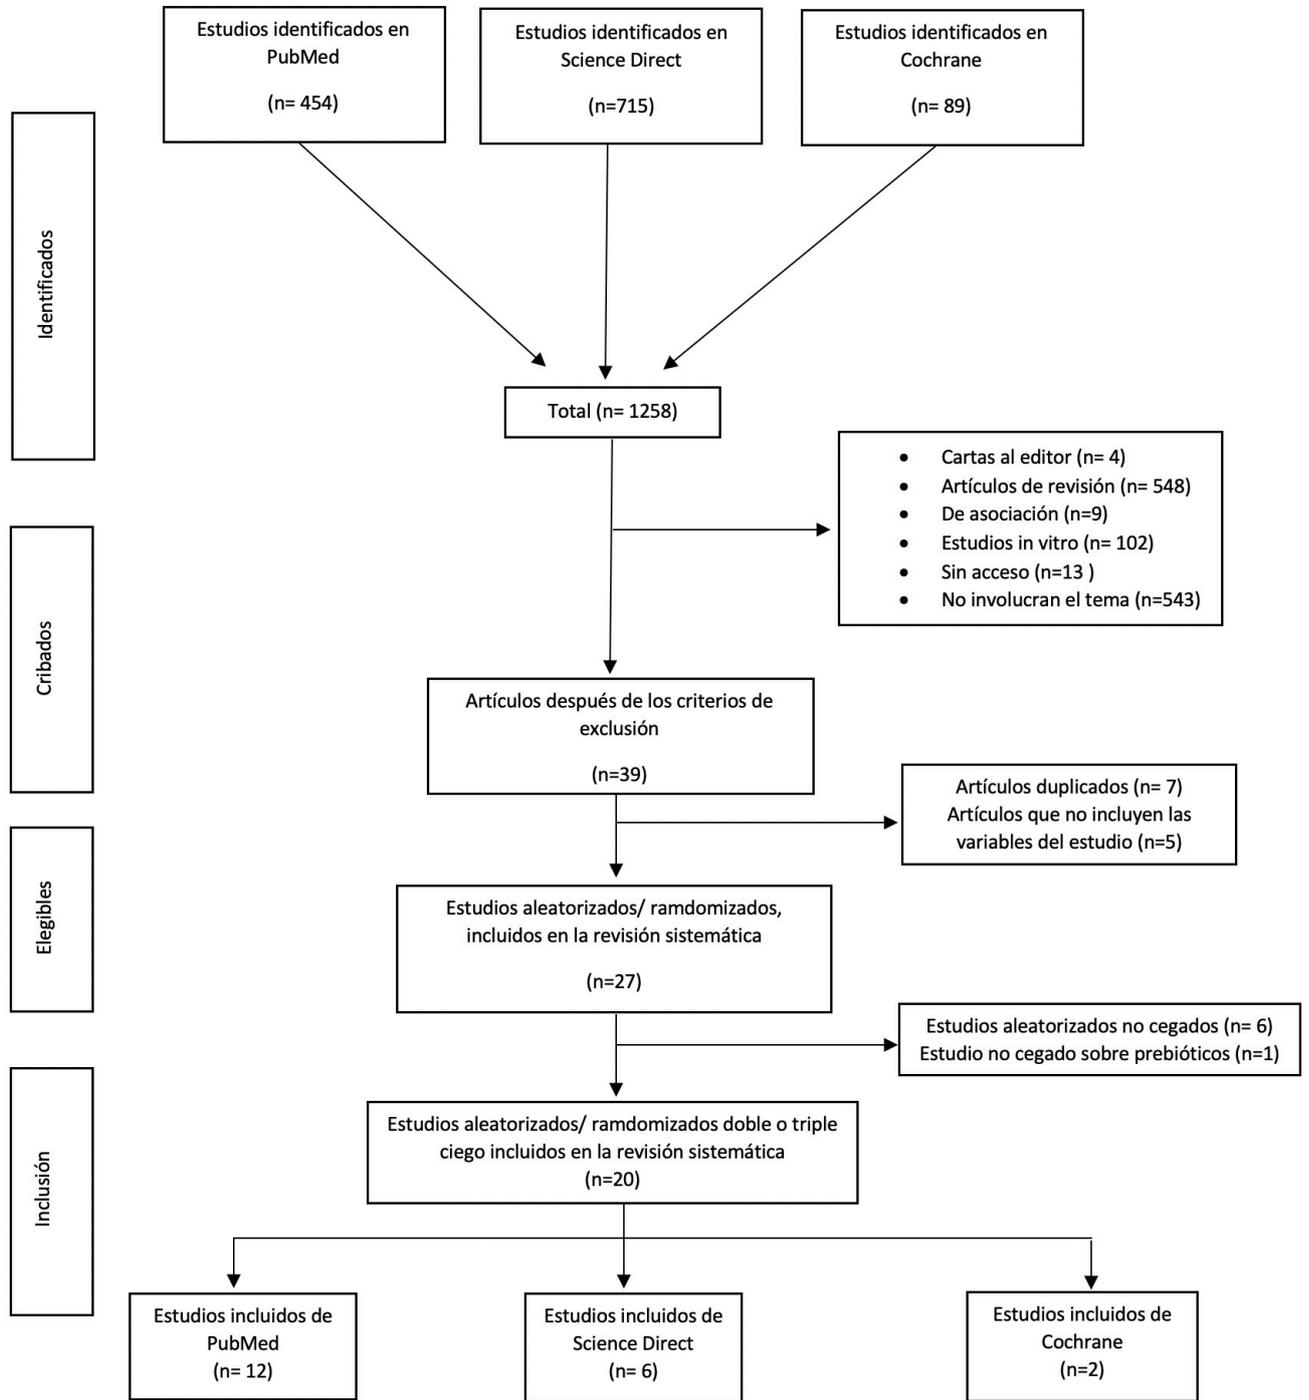 Estudios identificados en
PubMed
(n= 454)
Estudios identificados en
Science Direct
(n=715)
Estudios identificados en
Cochrane
(n= 89)
Identificados
Total (n= 1258)
• Cartas al editor (n= 4)
• Artículos de revisión (n= 548)
• De asociación (n=9)
• Estudios in vitro (n= 102)
• Sin acceso (n=13 )
• No involucran el tema (n=543)
Cribados
Artículos después de los criterios de
exclusión
(n=39)
Artículos duplicados (n= 7)
Artículos que no incluyen las
variables del estudio (n=5)
Elegibles
Estudios aleatorizados/ ramdomizados,
incluidos en la revisión sistemática
(n=27)
Estudios aleatorizados no cegados (n= 6)
Estudio no cegado sobre prebióticos (n=1)
Inclusión
Estudios aleatorizados/ ramdomizados doble o triple
ciego incluidos en la revisión sistemática
(n=20)
Estudios incluidos de
PubMed
(n= 12)
Estudios incluidos de
Science Direct
(n= 6)
Estudios incluidos de
Cochrane
(n=2)